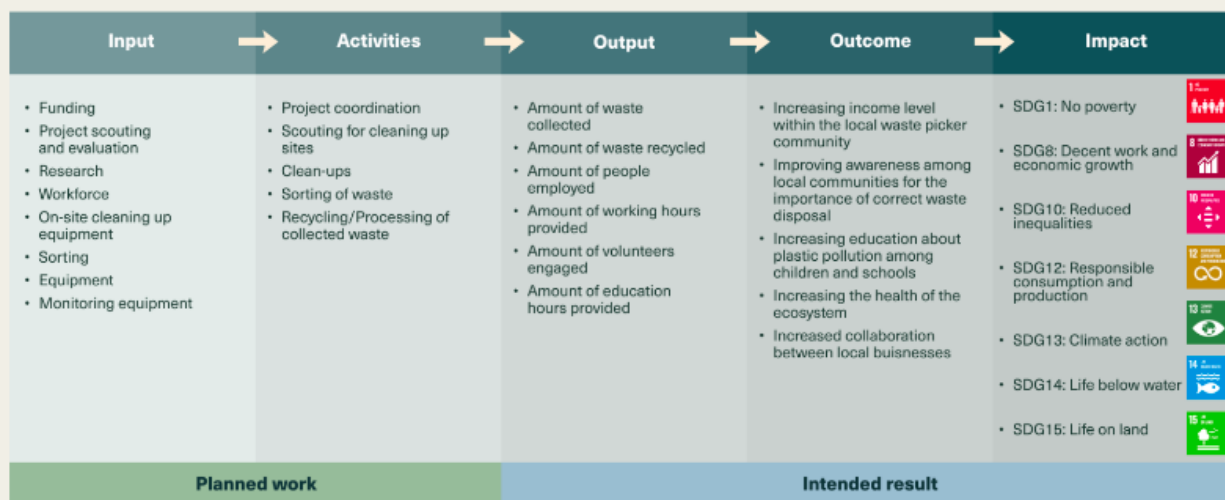 Input
Activities
Output
Outcome
Impact
• Funding
• Project scouting
and evaluation
• Research
• Workforce
• On-site cleaning up
equipment
• Sorting
• Equipment
• Monitoring equipment
• Project coordination
• Scouting for cleaning up
sites
• Clean-ups
• Sorting of waste
• Recycling/Processing of
collected waste
• Amount of waste
collected
• Amount of waste recycled
• Amount of people
employed
• Amount of working hours
provided
• Amount of volunteers
engaged
• Amount of education
hours provided
• Increasing income level
within the local waste picker
community
• Improving awareness among
local communities for the
importance of correct waste
disposal
• Increasing education about
plastic pollution among
children and schools
• Increasing the health of the
ecosystem
• Increased collaboration
between local buisnesses
• SDG1: No poverty
• SDG8: Decent work and
economic growth
• SDG10: Reduced
inequalities
• SDG12: Responsible
consumption and
production
• SDG13: Climate action
• SDG14: Life below water
• SDG15: Life on land
1
8
10
12
13
14
15
Planned work
Intended result